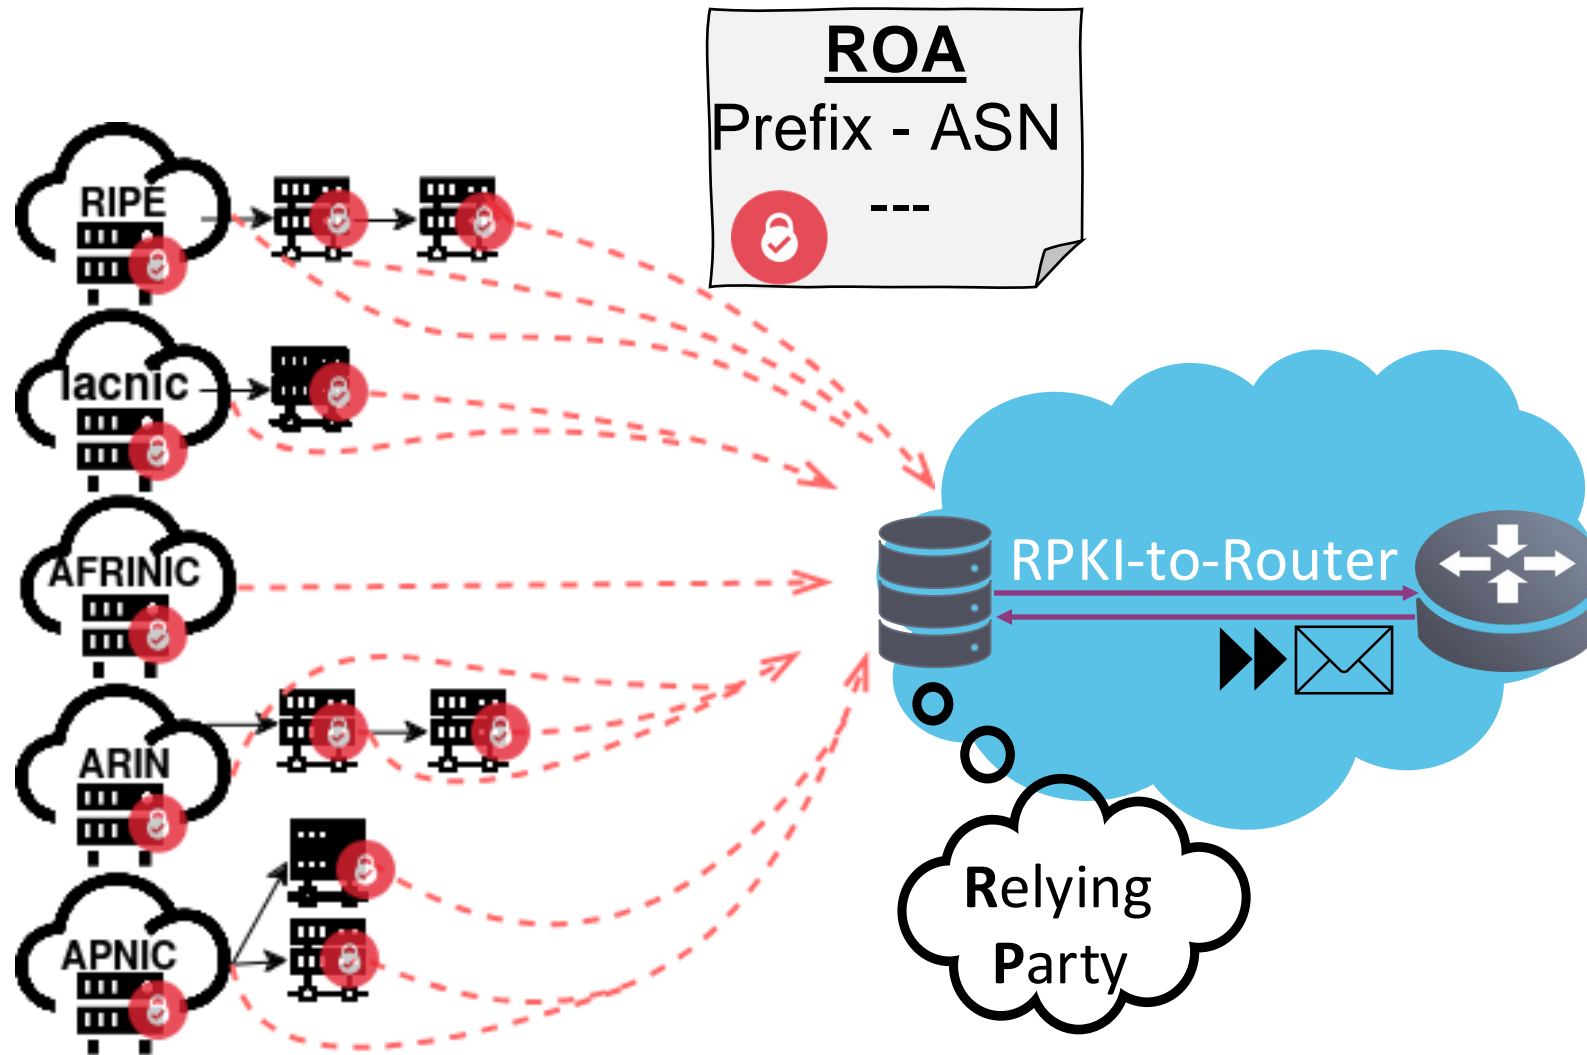 ROA
Prefix - ASN
---
RIPE
lacnic
AFRINIC
ARIN
APNIC
RPKI-to-Router
Relying
Party